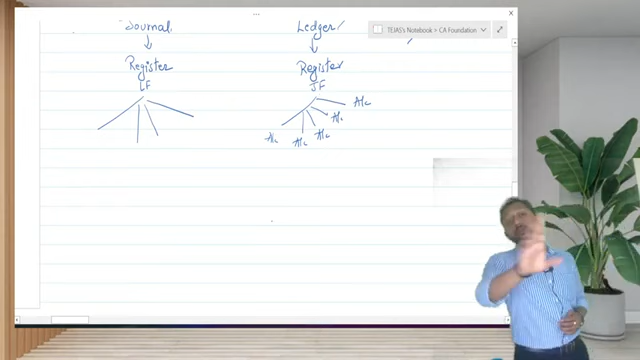 Journal
Ledger/
TEJAS's Notebook > CA Foundation
Register
LF
Register
JF
A/c
A/c
A/c
A/c
A/c